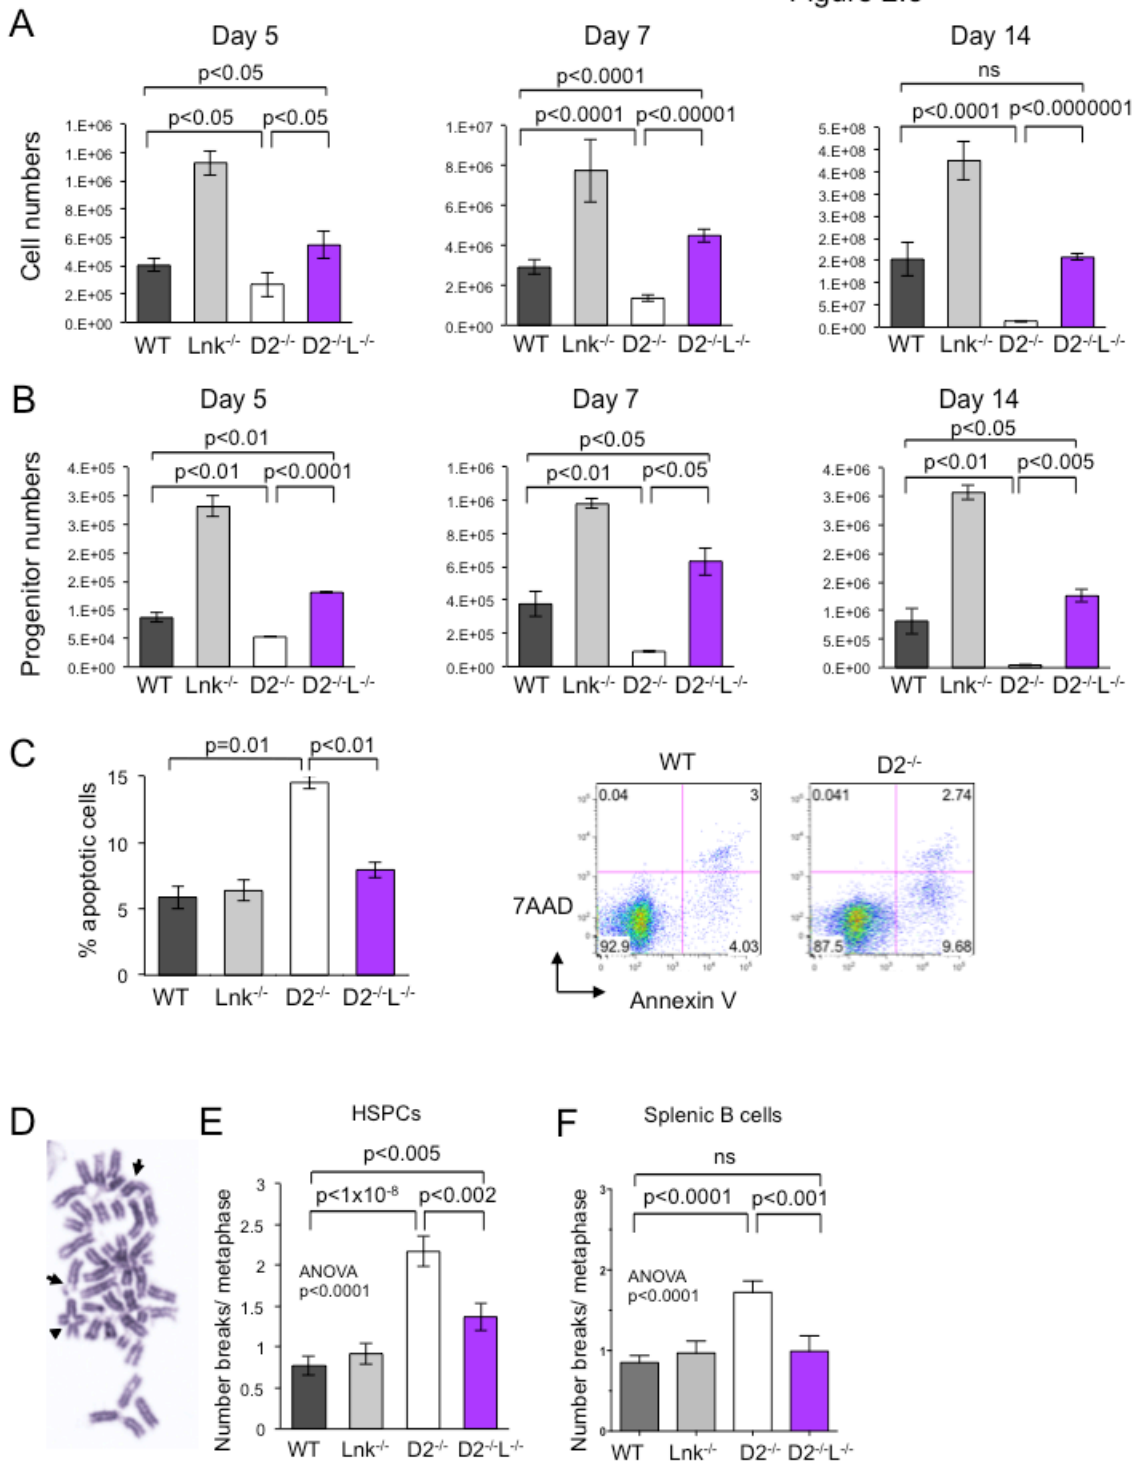 A
Day 5
Day 7
Day 14
p<0.05
p<0.0001
ns
p<0.05 p<0.05
p<0.0001 p<0.00001
p<0.0001 p<0.0000001
Cell numbers
1.E+06
1.E+06
1.E+06
8.E+05
6.E+05
4.E+05
2.E+05
0.E+00
WT Lnk-/- D2-/- D2-/-L-/-
1.E+07
8.E+06
6.E+06
4.E+06
2.E+06
0.E+00
WT Lnk-/- D2-/- D2-/-L-/-
5.E+08
4.E+08
4.E+08
3.E+08
3.E+08
2.E+08
2.E+08
1.E+08
5.E+07
0.E+00
WT Lnk-/- D2-/- D2-/-L-/-
B
Day 5
Day 7
Day 14
p<0.01
p<0.05
p<0.05
p<0.01 p<0.0001
p<0.01 p<0.05
p<0.01 p<0.005
Progenitor numbers
4.E+05
3.E+05
3.E+05
2.E+05
2.E+05
1.E+05
5.E+04
0.E+00
WT Lnk-/- D2-/- D2-/-L-/-
1.E+06
1.E+06
8.E+05
6.E+05
4.E+05
2.E+05
0.E+00
WT Lnk-/- D2-/- D2-/-L-/-
4.E+06
3.E+06
3.E+06
2.E+06
2.E+06
1.E+06
5.E+05
0.E+00
WT Lnk-/- D2-/- D2-/-L-/-
C
p=0.01 p<0.01
% apoptotic cells
15
10
5
0
WT Lnk-/- D2-/- D2-/-L-/-
WT
D2-/-
0.04 3
92.9 4.03
0.041 2.74
87.5 9.68
7AAD
Annexin V
D
E
HSPCs
p<0.005
p<1x10-8 p<0.002
ANOVA
p<0.0001
Number breaks/ metaphase
3
2.5
2
1.5
1
0.5
0
WT Lnk-/- D2-/- D2-/-L-/-
F
Splenic B cells
ns
p<0.0001 p<0.001
ANOVA
p<0.0001
Number breaks/ metaphase
3
2
1
0
WT Lnk-/- D2-/- D2-/-L-/-